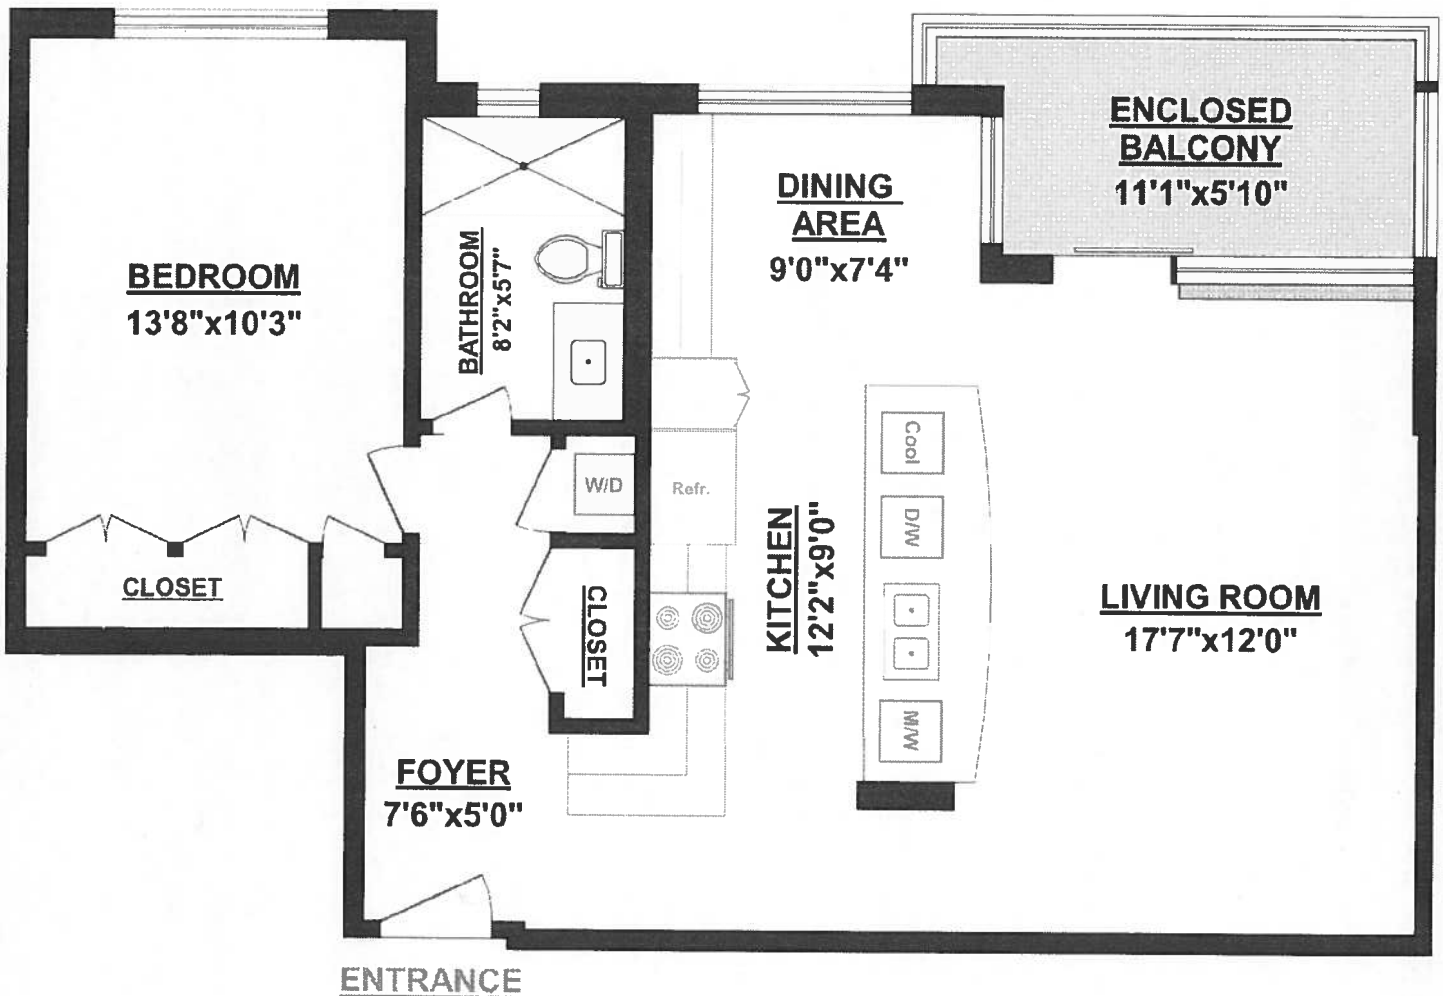 ENCLOSED
BALCONY
11'1"x5'10"
DINING
AREA
9'0"x7'4"
BEDROOM
13'8"x10'3"
BATHROOM
8'2"x5'7"
Cool
W/D
Refr.
D/W
KITCHEN
12'2"x9'0"
CLOSET
CLOSET
LIVING ROOM
17'7"x12'0"
M/W
FOYER
7'6"x5'0"
ENTRANCE